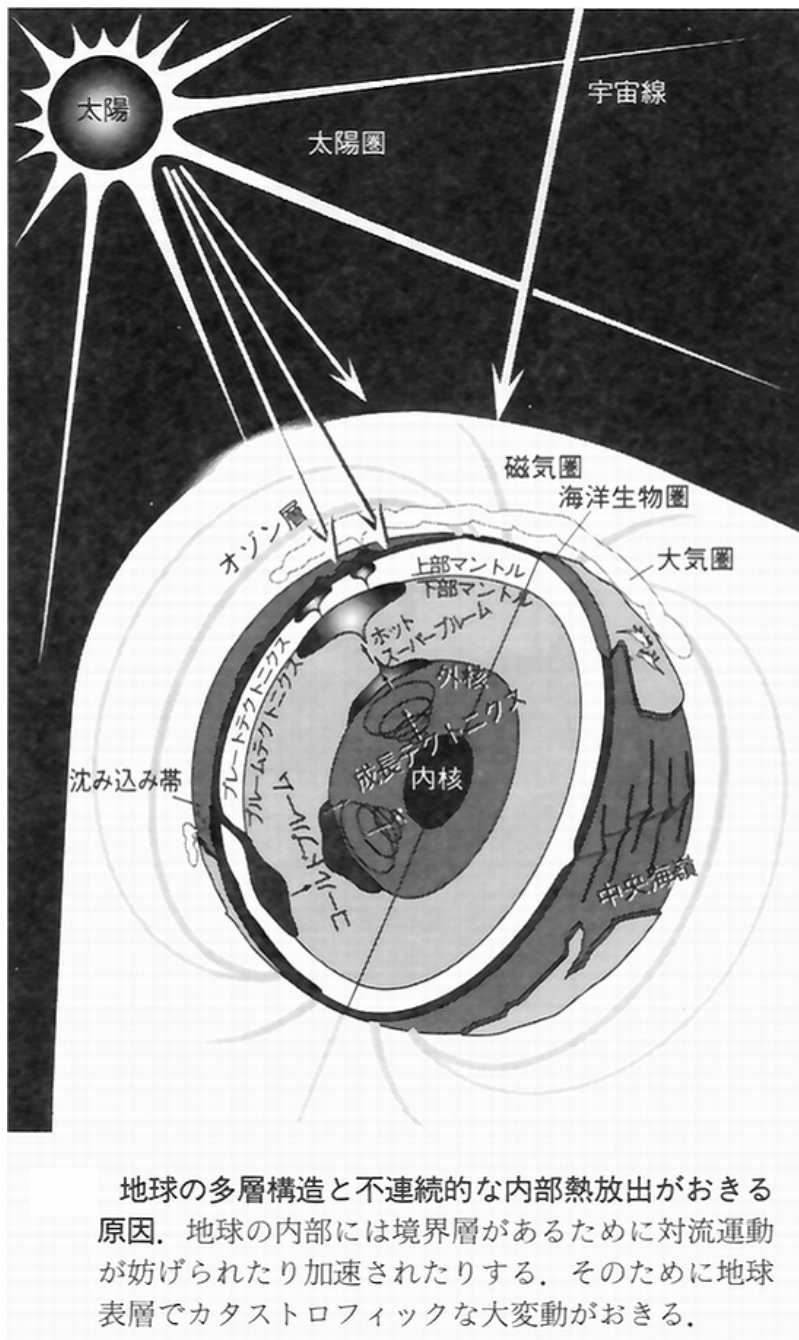 太陽
宇宙線
太陽圏
磁気圏
海洋生物圏
オゾン層
大気圏
上部マントル
下部マントル
ホット
スーパープルーム
プレートテクトニクス
プルームテクトニクス
外核
成長テクトニクス
内核
沈み込み帯
コールドプルーム
中央海嶺
地球の多層構造と不連続的な内部熱放出がおきる
原因．地球の内部には境界層があるために対流運動
が妨げられたり加速されたりする．そのために地球
表層でカタストロフィックな大変動がおきる．